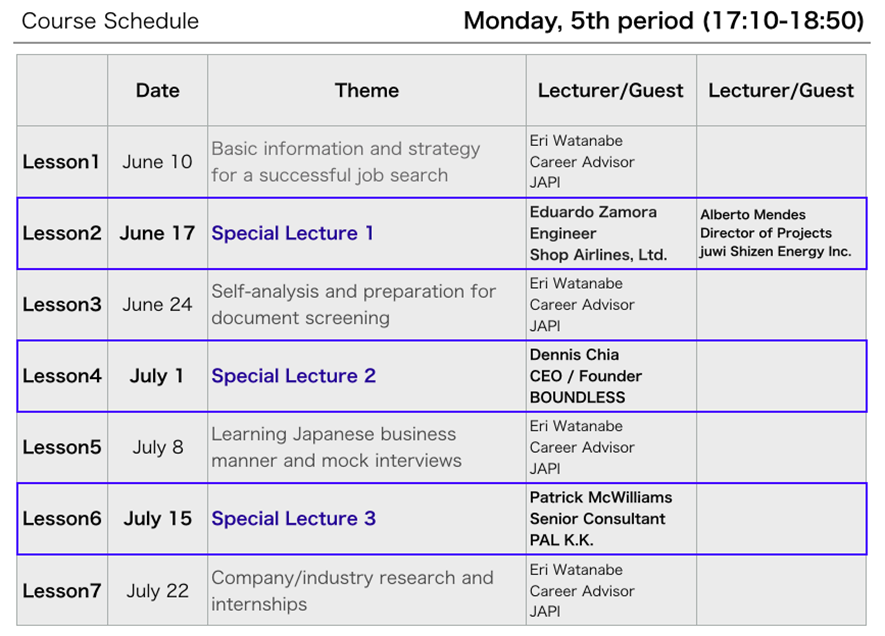 Course Schedule
Monday, 5th period (17:10-18:50)
Date
Theme
Lecturer/Guest
Lecturer/Guest
Lesson1
June 10
Basic information and strategy
for a successful job search
Eri Watanabe
Career Advisor
JAPI
Lesson2
June 17
Special Lecture 1
Eduardo Zamora
Engineer
Shop Airlines, Ltd.
Alberto Mendes
Director of Projects
juwi Shizen Energy Inc.
Lesson3
June 24
Self-analysis and preparation for
document screening
Eri Watanabe
Career Advisor
JAPI
Lesson4
July 1
Special Lecture 2
Dennis Chia
CEO / Founder
BOUNDLESS
Lesson5
July 8
Learning Japanese business
manner and mock interviews
Eri Watanabe
Career Advisor
JAPI
Lesson6
July 15
Special Lecture 3
Patrick McWilliams
Senior Consultant
PAL K.K.
Lesson7
July 22
Company/industry research and
internships
Eri Watanabe
Career Advisor
JAPI